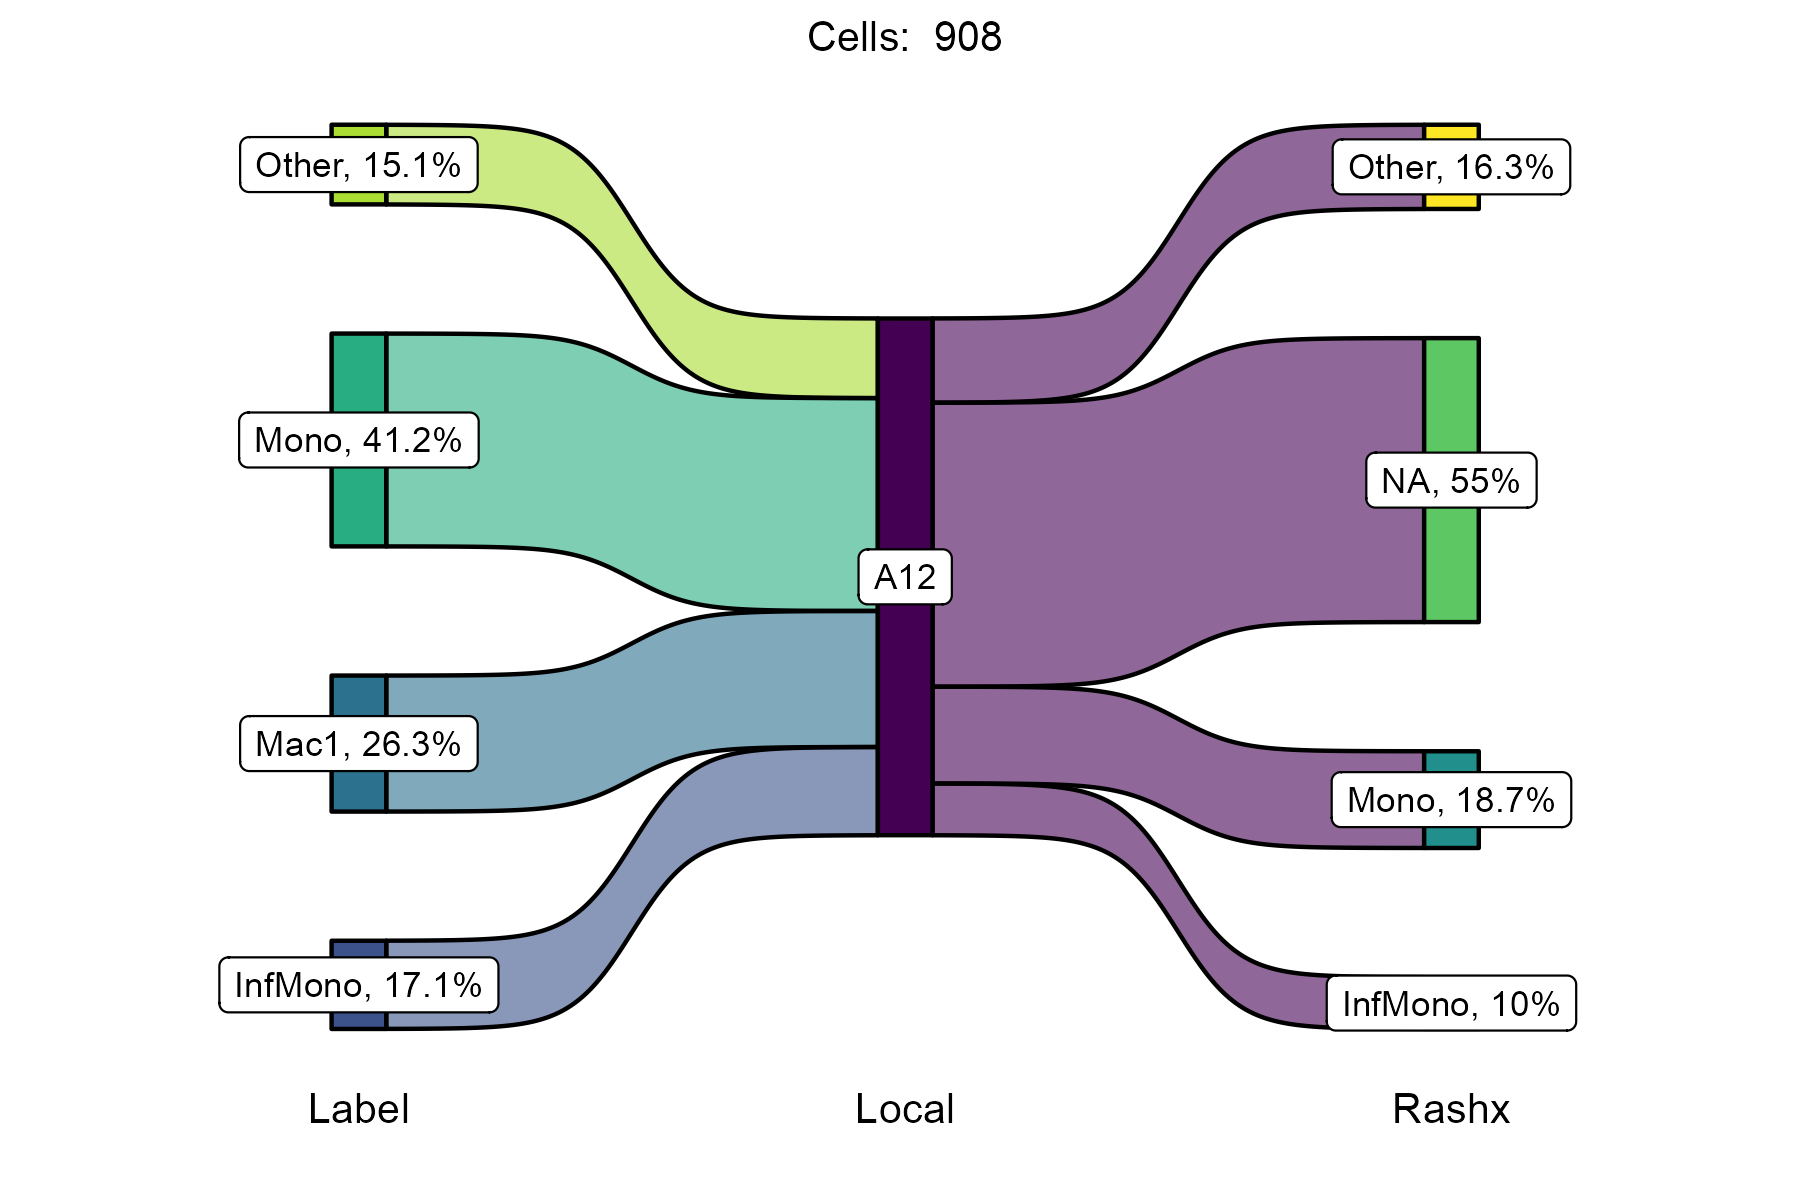 Cells:  908
Other, 15.1%
Other, 16.3%
Mono, 41.2%
NA, 55%
A12
Mac1, 26.3%
Mono, 18.7%
InfMono, 17.1%
InfMono, 10%
Label
Local
Rashx